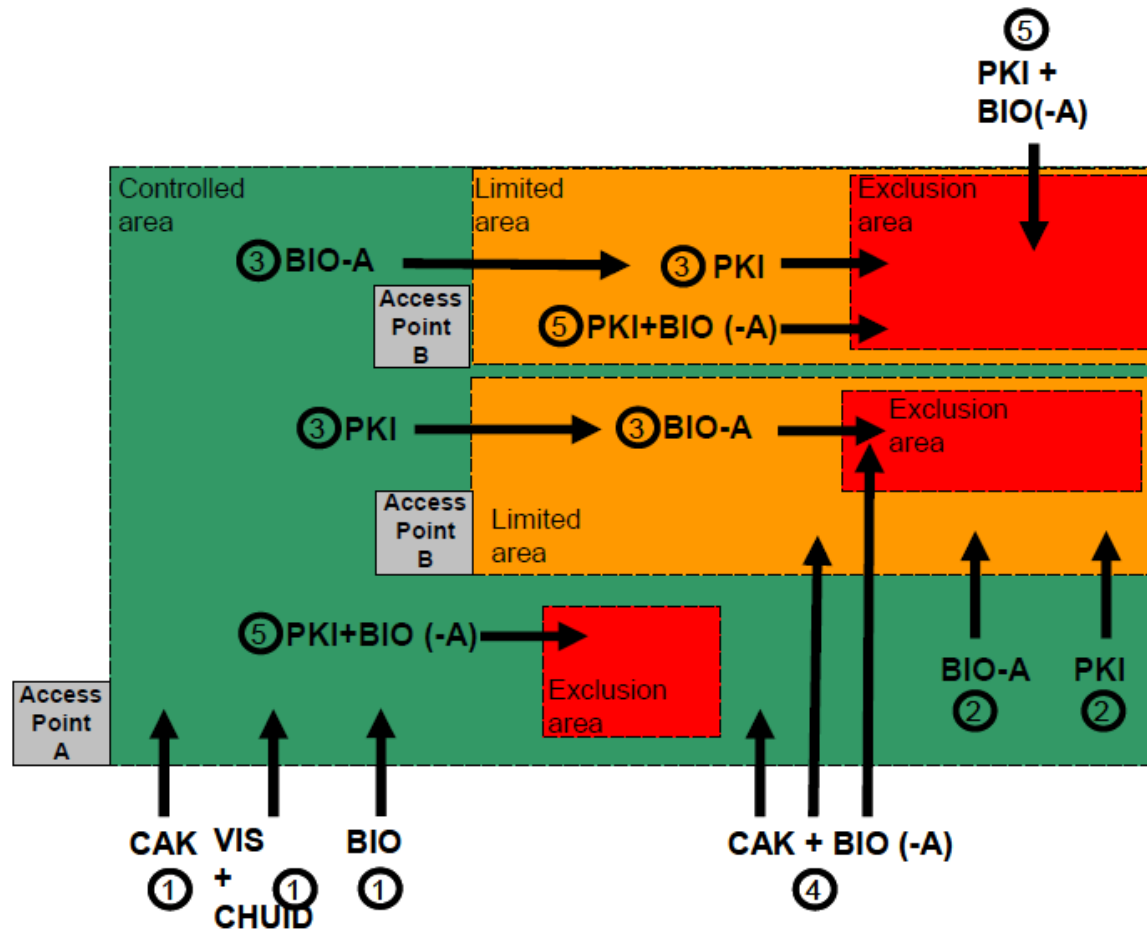 5
PKI +
BIO(-A)
Controlled
area
Limited
area
Exclusion
area
3 BIO-A
3 PKI
Access
Point
B
5 PKI+BIO (-A)
3 PKI
3 BIO-A
Exclusion
area
Access
Point
B
Limited
area
5 PKI+BIO (-A)
Exclusion
area
BIO-A
2
PKI
2
Access
Point
A
CAK
1
VIS
+
CHUID
1
BIO
1
CAK + BIO (-A)
4